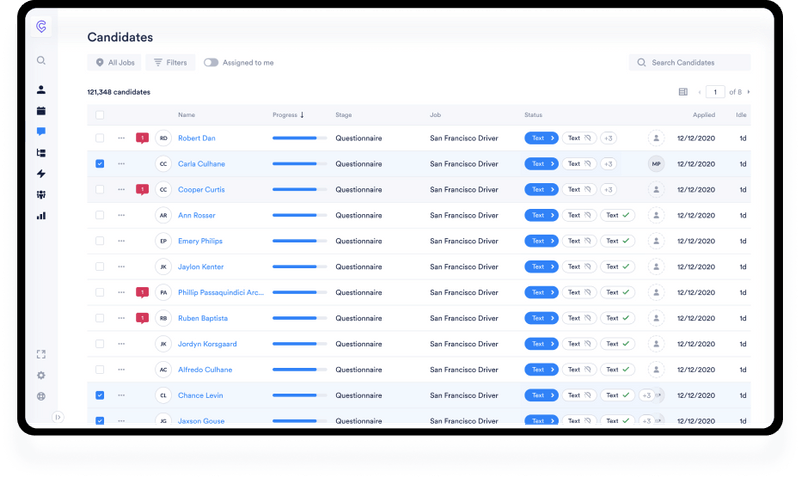 Candidates
All Jobs Filters Assigned to me Search Candidates
121,348 candidates 1 of 8
Name Progress ↓ Stage Job Status Applied Idle
1 RD Robert Dan Questionnaire San Francisco Driver Text Text +3 12/12/2020 1d
CC Carla Culhane Questionnaire San Francisco Driver Text Text +3 MP 12/12/2020 1d
1 CC Cooper Curtis Questionnaire San Francisco Driver Text Text +3 12/12/2020 1d
AR Ann Rosser Questionnaire San Francisco Driver Text Text Text 12/12/2020 1d
EP Emery Philips Questionnaire San Francisco Driver Text Text Text 12/12/2020 1d
JK Jaylon Kenter Questionnaire San Francisco Driver Text Text Text 12/12/2020 1d
1 PA Phillip Passaquindici Arc... Questionnaire San Francisco Driver Text Text Text 12/12/2020 1d
1 RB Ruben Baptista Questionnaire San Francisco Driver Text Text Text 12/12/2020 1d
JK Jordyn Korsgaard Questionnaire San Francisco Driver Text Text Text 12/12/2020 1d
AC Alfredo Culhane Questionnaire San Francisco Driver Text Text Text 12/12/2020 1d
CL Chance Levin Questionnaire San Francisco Driver Text Text Text +3 12/12/2020 1d
JG Jaxson Gouse Questionnaire San Francisco Driver Text Text Text +3 12/12/2020 1d